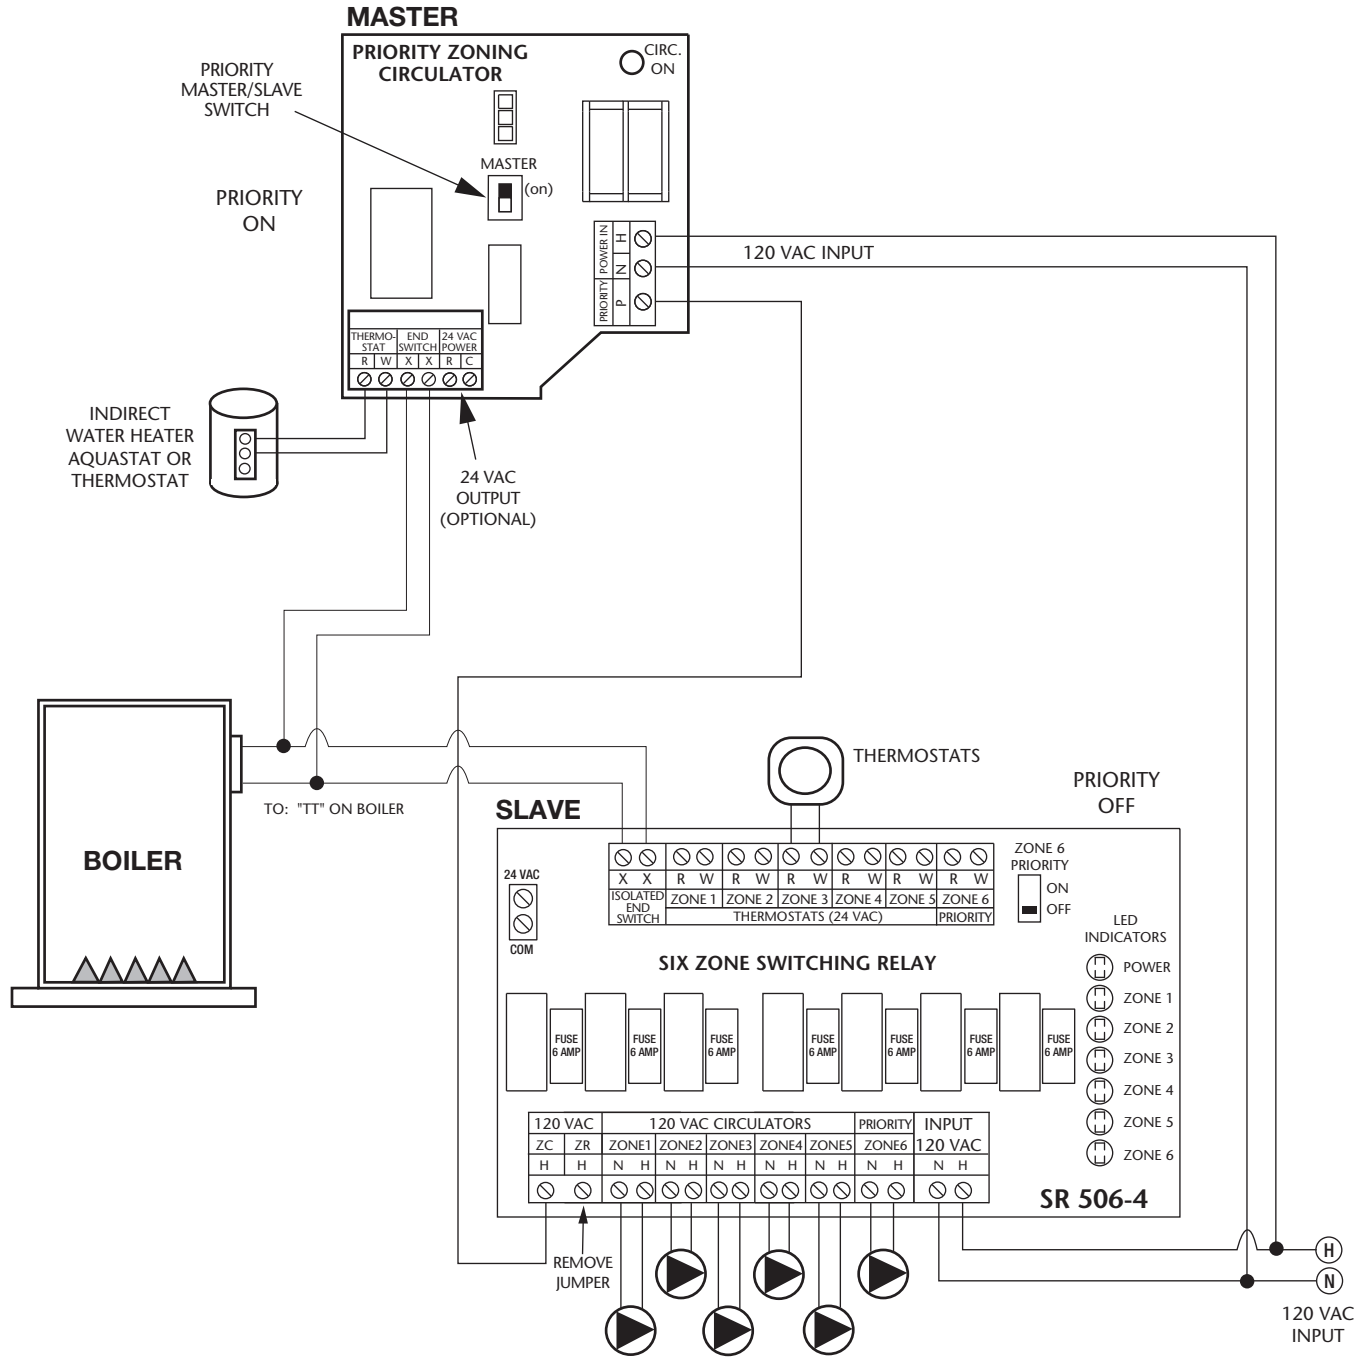 MASTER
PRIORITY ZONING
CIRCULATOR
CIRC.
ON
PRIORITY
MASTER/SLAVE
SWITCH
MASTER
(on)
PRIORITY
ON
POWER IN
H
N
PRIORITY
P
120 VAC INPUT
THERMO-
STAT
END
SWITCH
24 VAC
POWER
R W X X R C
INDIRECT
WATER HEATER
AQUASTAT OR
THERMOSTAT
24 VAC
OUTPUT
(OPTIONAL)
THERMOSTATS
PRIORITY
OFF
TO: "TT" ON BOILER
SLAVE
BOILER
24 VAC
COM
X X R W R W R W R W R W R W
ISOLATED
END
SWITCH
ZONE 1 ZONE 2 ZONE 3 ZONE 4 ZONE 5 ZONE 6
THERMOSTATS (24 VAC) PRIORITY
ZONE 6
PRIORITY
ON
OFF
LED
INDICATORS
POWER
ZONE 1
ZONE 2
ZONE 3
ZONE 4
ZONE 5
ZONE 6
SIX ZONE SWITCHING RELAY
FUSE
6 AMP
FUSE
6 AMP
FUSE
6 AMP
FUSE
6 AMP
FUSE
6 AMP
FUSE
6 AMP
FUSE
6 AMP
120 VAC 120 VAC CIRCULATORS PRIORITY INPUT
120 VAC
ZC ZR ZONE1 ZONE2 ZONE3 ZONE4 ZONE5 ZONE6
H H N H N H N H N H N H N H N H
SR 506-4
REMOVE
JUMPER
H
N
120 VAC
INPUT